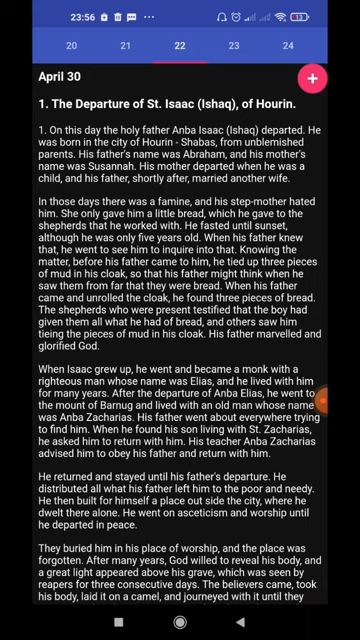 23:56
13
20 21 22 23 24
April 30
+
1. The Departure of St. Isaac (Ishaq), of Hourin.
1. On this day the holy father Anba Isaac (Ishaq) departed. He
was born in the city of Hourin - Shabas, from unblemished
parents. His father's name was Abraham, and his mother's
name was Susannah. His mother departed when he was a
child, and his father, shortly after, married another wife.
In those days there was a famine, and his step-mother hated
him. She only gave him a little bread, which he gave to the
shepherds that he worked with. He fasted until sunset,
although he was only five years old. When his father knew
that, he went to see him to inquire into that. Knowing the
matter, before his father came to him, he tied up three pieces
of mud in his cloak, so that his father might think when he
saw them from far that they were bread. When his father
came and unrolled the cloak, he found three pieces of bread.
The shepherds who were present testified that the boy had
given them all what he had of bread, and others saw him
tieing the pieces of mud in his cloak. His father marvelled and
glorified God.
When Isaac grew up, he went and became a monk with a
righteous man whose name was Elias, and he lived with him
for many years. After the departure of Anba Elias, he went to
the mount of Barnug and lived with an old man whose name
was Anba Zacharias. His father went about everywhere trying
to find him. When he found his son living with St. Zacharias,
he asked him to return with him. His teacher Anba Zacharias
advised him to obey his father and return with him.
He returned and stayed until his father's departure. He
distributed all what his father left him to the poor and needy.
He then built for himself a place out side the city, where he
dwelt there alone. He went on asceticism and worship until
he departed in peace.
They buried him in his place of worship, and the place was
forgotten. After many years, God willed to reveal his body, and
a great light appeared above his grave, which was seen by
reapers for three consecutive days. The believers came, took
his body, laid it on a camel, and journeyed with it until they